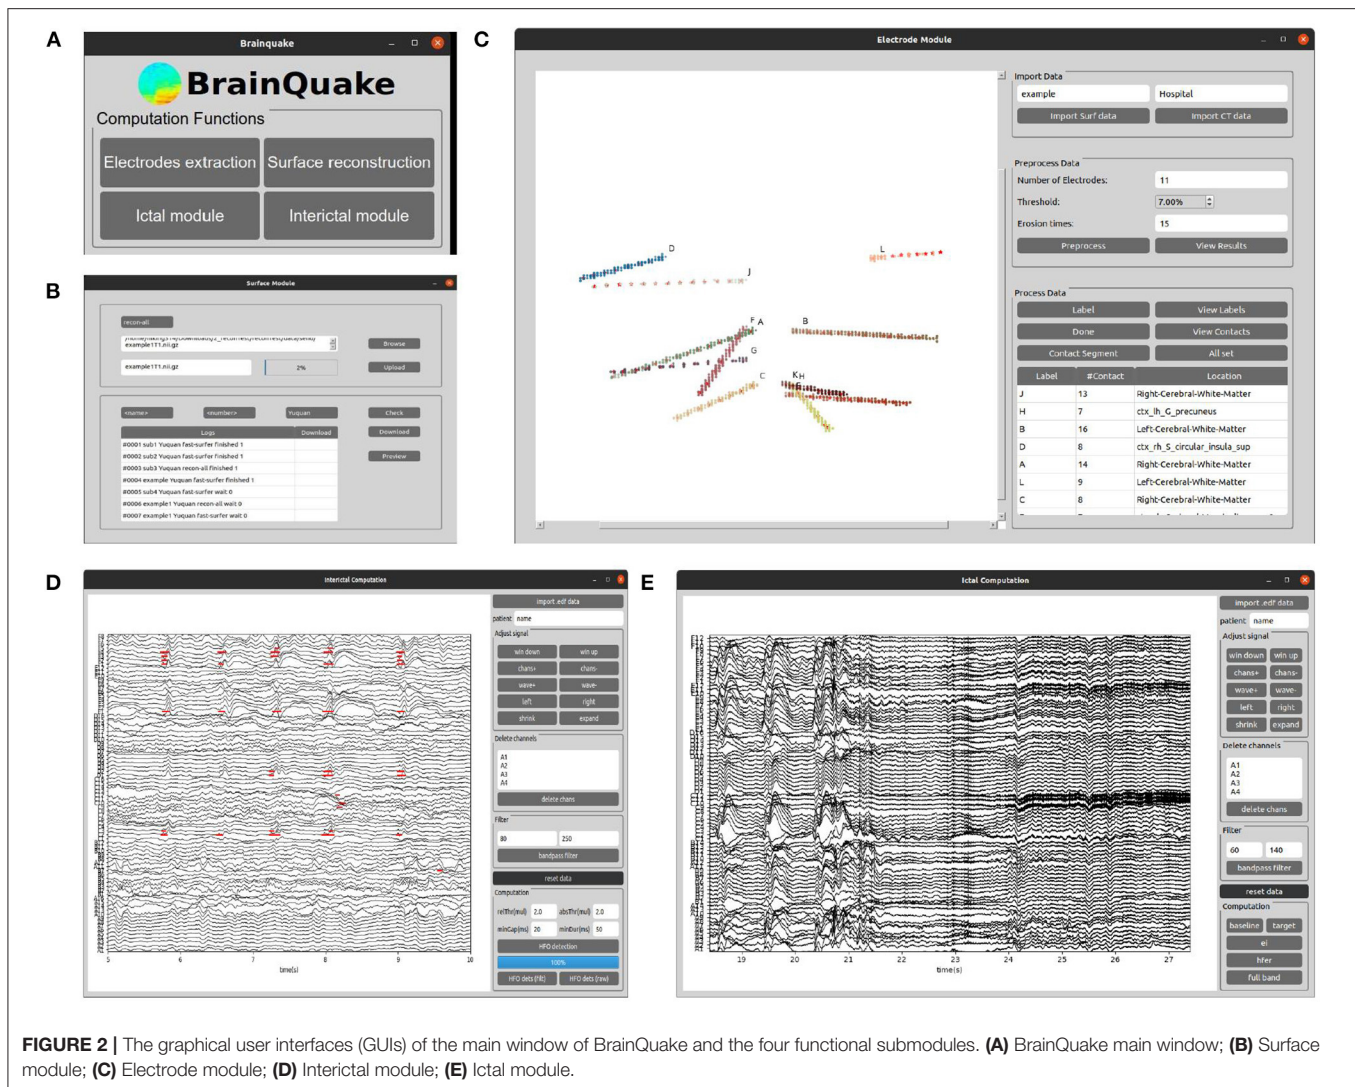 A
Brainquake
BrainQuake
Computation Functions
Electrodes extraction
Surface reconstruction
Ictal module
Interictal module
B
Surface Module
recon-all
example1T1.nii.gz
Browse
example1T1.nii.gz
2%
Upload
<name>
<number>
Yuquan
Check
Logs
Download
Download
#0001 sub1 Yuquan fast-surfer finished 1
#0002 sub2 Yuquan fast-surfer finished 1
Preview
#0003 sub3 Yuquan recon-all finished 1
#0004 example Yuquan fast-surfer finished 1
#0005 sub4 Yuquan fast-surfer wait 0
#0006 example1 Yuquan recon-all wait 0
#0007 example1 Yuquan fast-surfer wait 0
C
Electrode Module
D
L
J
F A
B
G
C
K H
Import Data
example
Hospital
Import Surf data
Import CT data
Preprocess Data
Number of Electrodes:
11
Threshold:
7.00%
Erosion times:
15
Preprocess
View Results
Process Data
Label
View Labels
Done
View Contacts
Contact Segment
All set
Label #Contact Location
J 13 Right-Cerebral-White-Matter
H 7 ctx_lh_G_precuneus
B 16 Left-Cerebral-White-Matter
D 8 ctx_rh_S_circular_insula_sup
A 14 Right-Cerebral-White-Matter
L 9 Left-Cerebral-White-Matter
C 8 Right-Cerebral-White-Matter
D
Interictal Computation
5 6 7 8 9 10
time(s)
import .edf data
patient name
Adjust signal
win down
win up
chans+
chans-
wave+
wave-
left
right
shrink
expand
Delete channels
A1
A2
A3
A4
delete chans
Filter
80
250
bandpass filter
reset data
Computation
relThr(mul) 2.0 absThr(mul) 2.0
minGap(ms) 20 minDur(ms) 50
HFO detection
100%
HFO dets (filt)
HFO dets (raw)
E
Ictal Computation
19 20 21 22 23 24 25 26 27
time(s)
import .edf data
patient name
Adjust signal
win down
win up
chans+
chans-
wave+
wave-
left
right
shrink
expand
Delete channels
A1
A2
A3
A4
delete chans
Filter
60
140
bandpass filter
reset data
Computation
baseline
target
ei
hfer
full band
FIGURE 2 | The graphical user interfaces (GUIs) of the main window of BrainQuake and the four functional submodules. (A) BrainQuake main window; (B) Surface
module; (C) Electrode module; (D) Interictal module; (E) Ictal module.